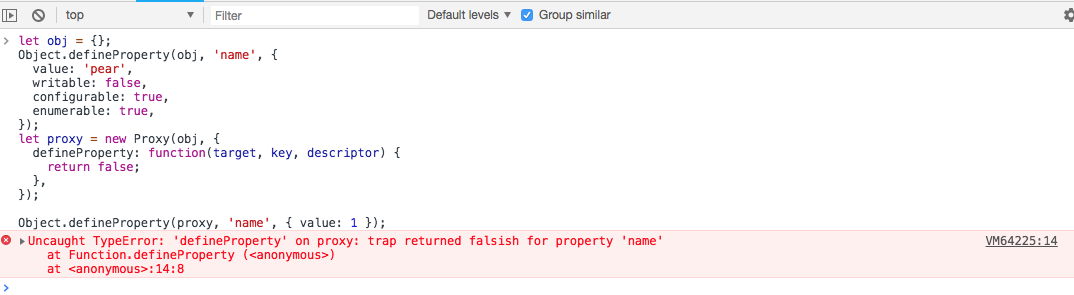 top ▼ Filter Default levels ▼ Group similar
let obj = {};
Object.defineProperty(obj, 'name', {
  value: 'pear',
  writable: false,
  configurable: true,
  enumerable: true,
});
let proxy = new Proxy(obj, {
  defineProperty: function(target, key, descriptor) {
    return false;
  },
});

Object.defineProperty(proxy, 'name', { value: 1 });
Uncaught TypeError: 'defineProperty' on proxy: trap returned falsish for property 'name' VM64225:14
    at Function.defineProperty (<anonymous>)
    at <anonymous>:14:8